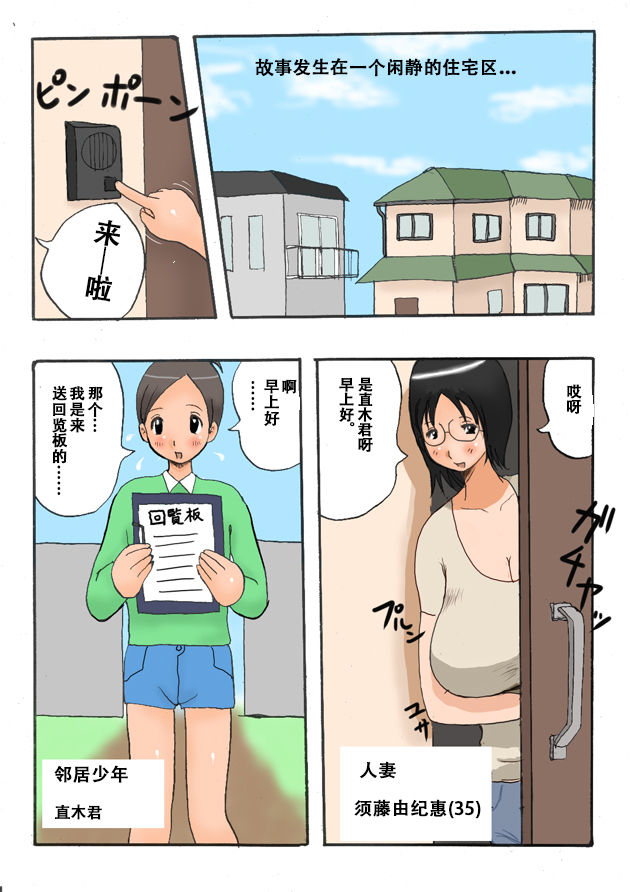 故事发生在一个闲静的住宅区...
ピンポーン
来—啦
哎呀
是直木君呀
早上好。
ガチャッ
プルン
ユサ
人妻
须藤由纪惠(35)
啊
早上好
……
那个…
我是来
送回览板的……
回覧板
邻居少年
直木君